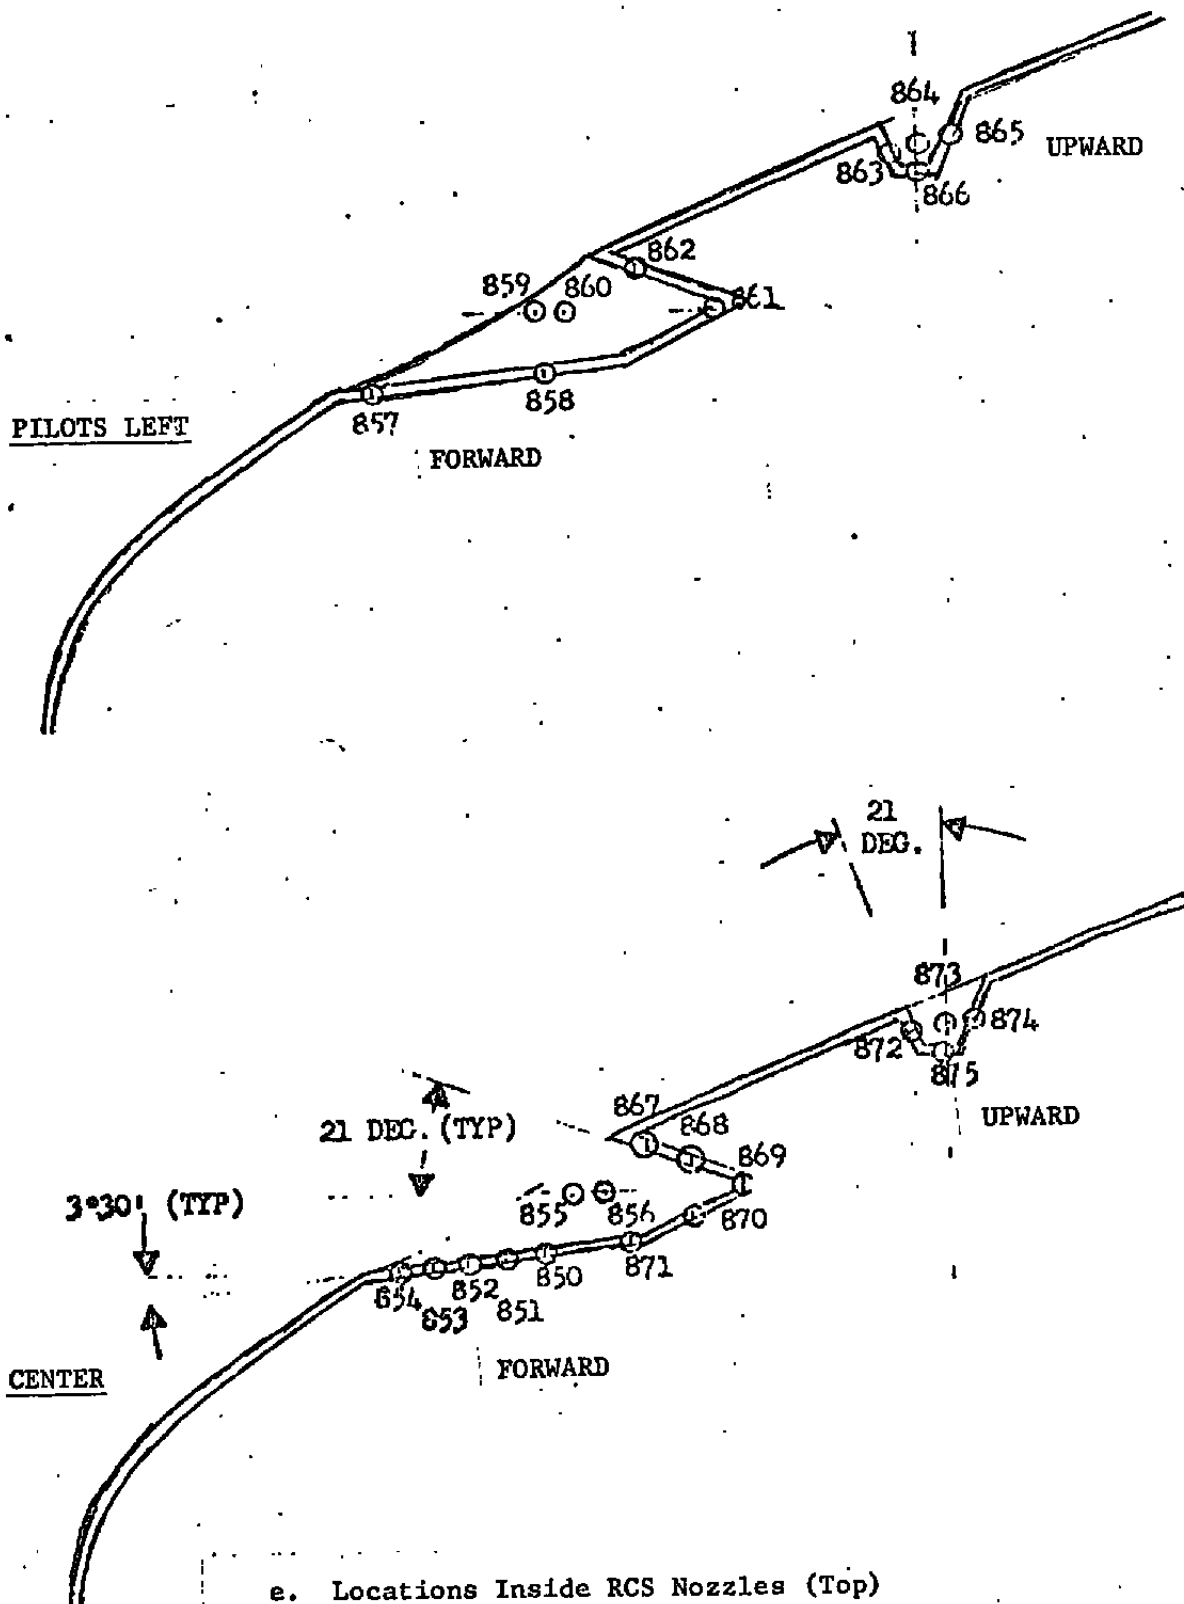 864
865
UPWARD
863
866
862
859
860
861
858
857
PILOTS LEFT
FORWARD
21
DEG.
873
874
872
875
UPWARD
867
868
21 DEG. (TYP)
869
3°30' (TYP)
855
856
870
871
850
852
854
851
853
FORWARD
CENTER
e. Locations Inside RCS Nozzles (Top)